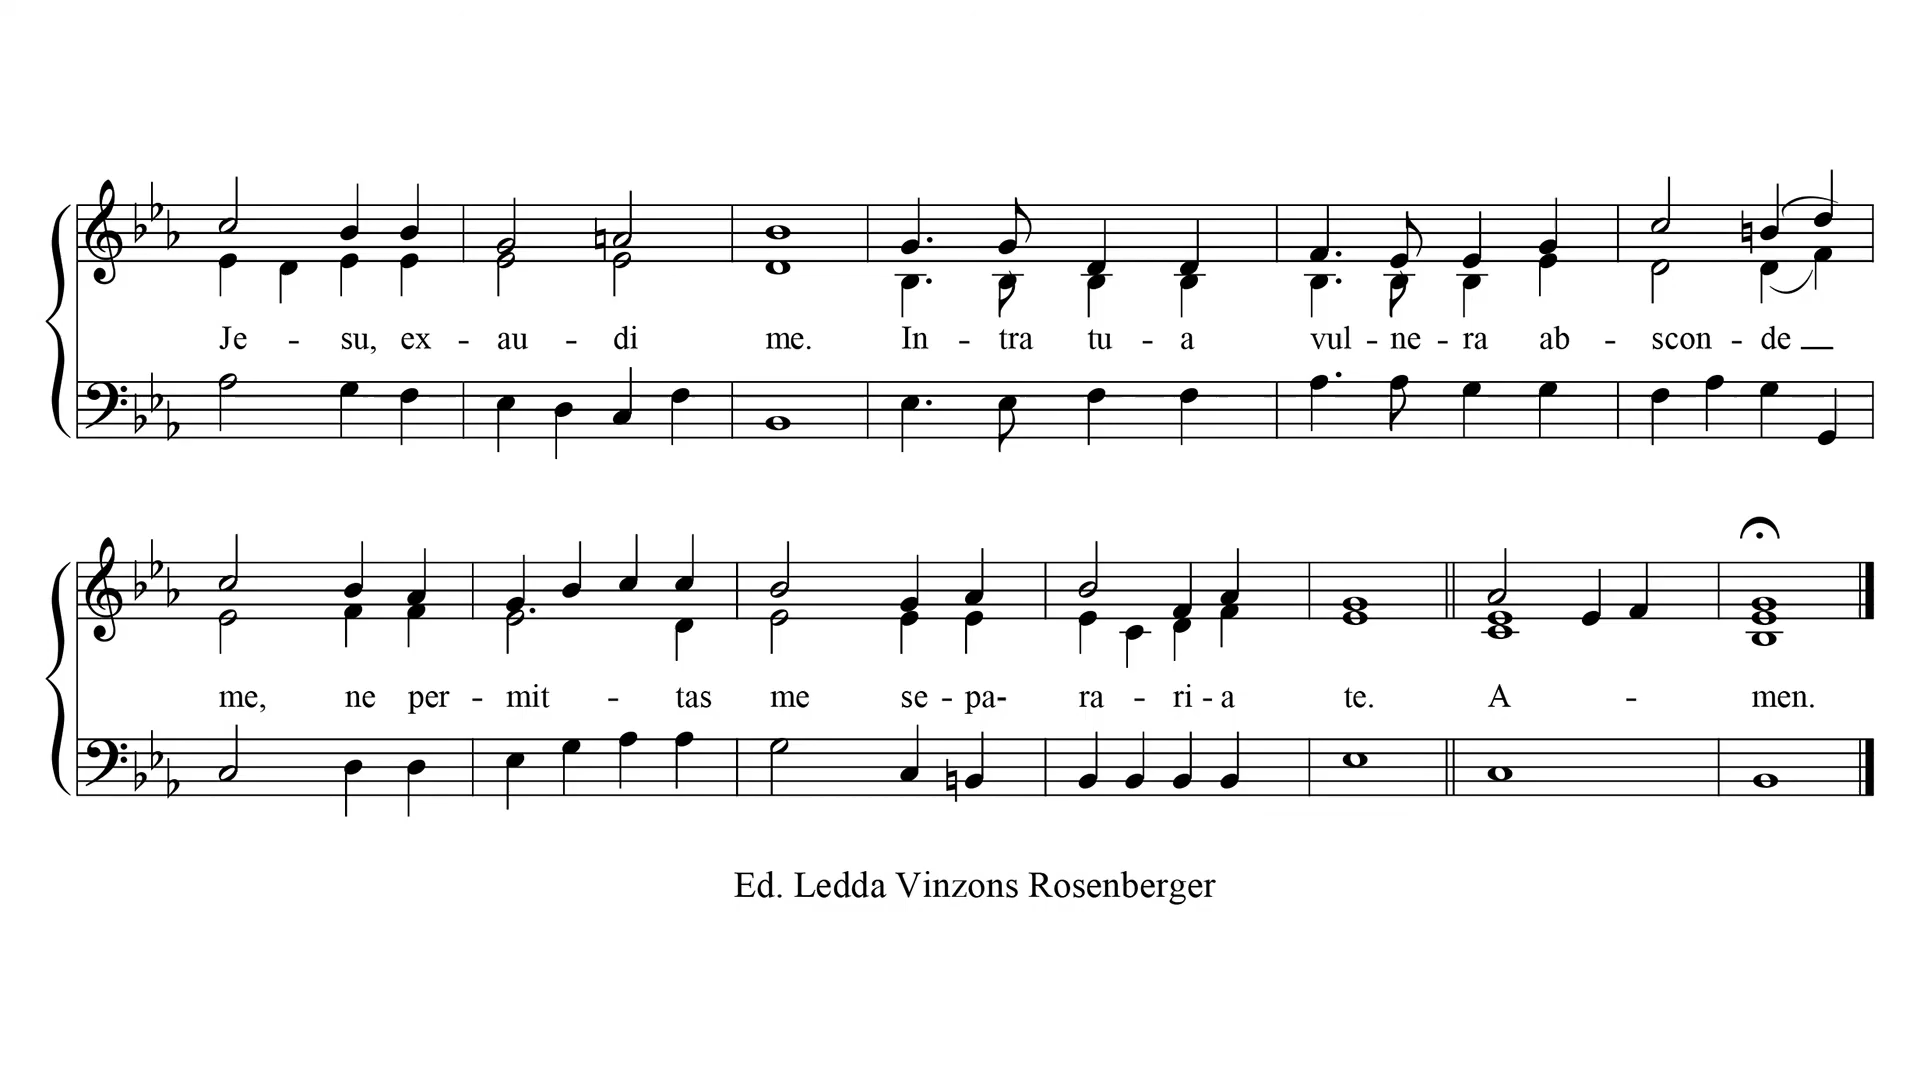 Je - su, ex - au - di me. In - tra tu - a vul - ne - ra ab - scon - de
me, ne per - mit - tas me se - pa- ra - ri - a te. A - men.
Ed. Ledda Vinzons Rosenberger